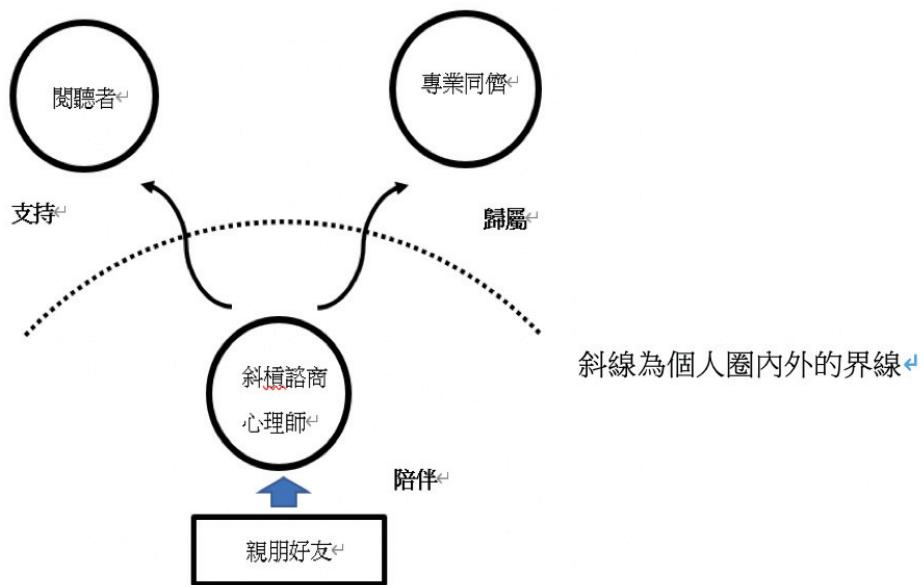 閱聽者
專業同儕
支持
歸屬
斜槓諮商
心理師
斜線為個人圈內外的界線
陪伴
親朋好友